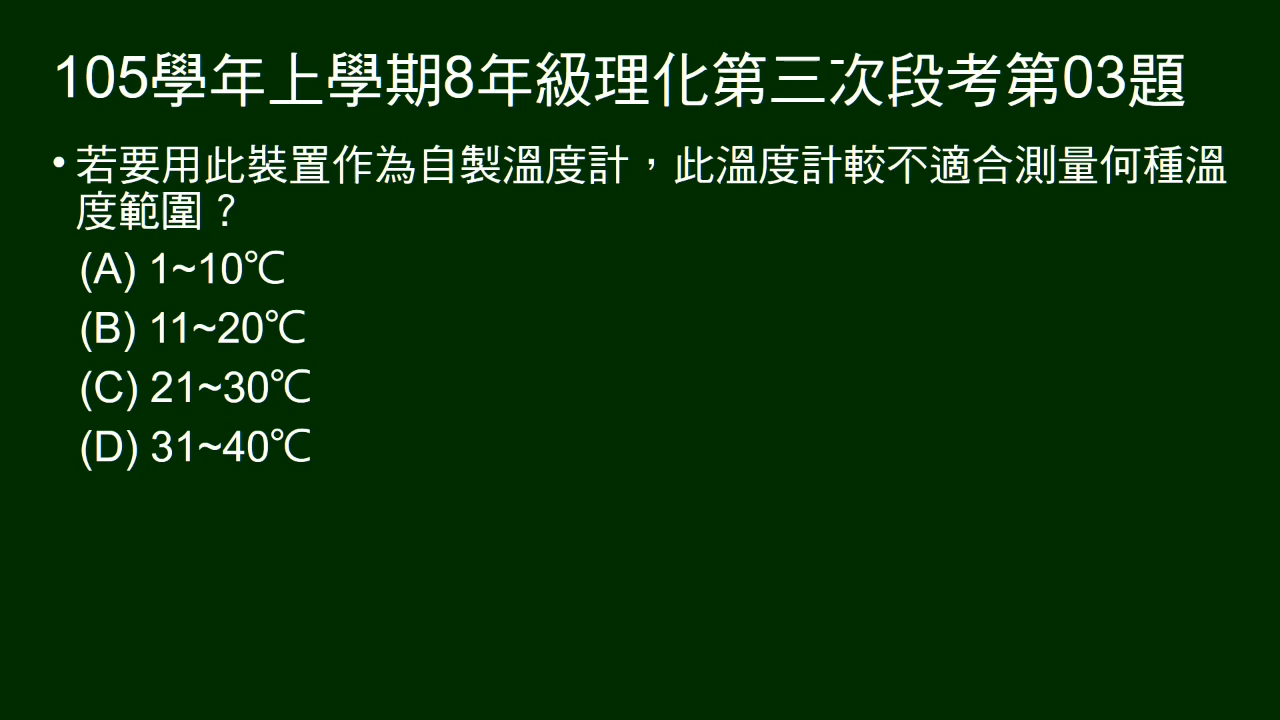 105學年上學期8年級理化第三次段考第03題
• 若要用此裝置作為自製溫度計，此溫度計較不適合測量何種溫
度範圍？
(A) 1~10℃
(B) 11~20℃
(C) 21~30℃
(D) 31~40℃